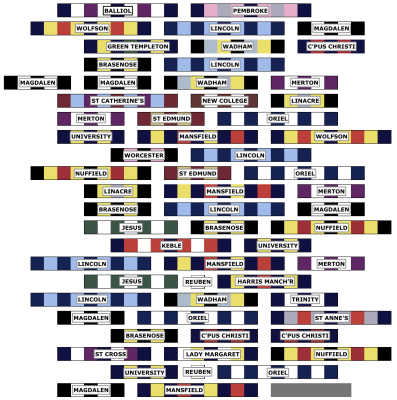 BALLIOL PEMBROKE
WOLFSON LINCOLN MAGDALEN
GREEN TEMPLETON WADHAM C'PUS CHRISTI
BRASENOSE LINCOLN
MAGDALEN MAGDALEN WADHAM MERTON
ST CATHERINE'S NEW COLLEGE LINACRE
MERTON ST EDMUND ORIEL
UNIVERSITY MANSFIELD WOLFSON
WORCESTER LINCOLN
NUFFIELD ST EDMUND ORIEL
LINACRE MANSFIELD MERTON
BRASENOSE LINCOLN MAGDALEN
JESUS BRASENOSE NUFFIELD
KEBLE UNIVERSITY
LINCOLN MANSFIELD MERTON
JESUS REUBEN HARRIS MANCH'R
LINCOLN WADHAM TRINITY
MAGDALEN ORIEL ST ANNE'S
BRASENOSE C'PUS CHRISTI C'PUS CHRISTI
ST CROSS LADY MARGARET NUFFIELD
UNIVERSITY REUBEN ORIEL
MAGDALEN MANSFIELD